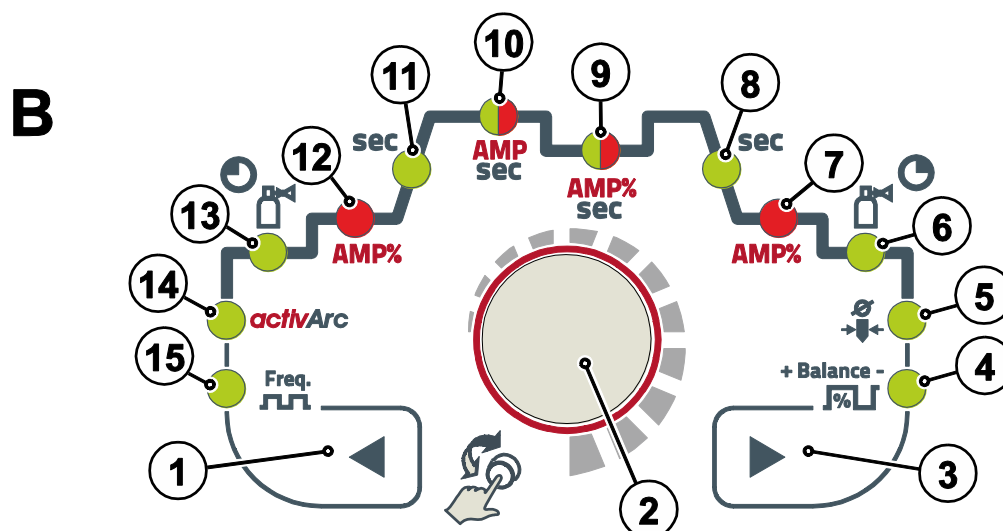 B
10
9
11
8
sec
AMP
sec
sec
12
7
AMP%
sec
13
6
AMP%
AMP%
14
5
activArc
15
4
Freq.
+ Balance -
%
1
3
2